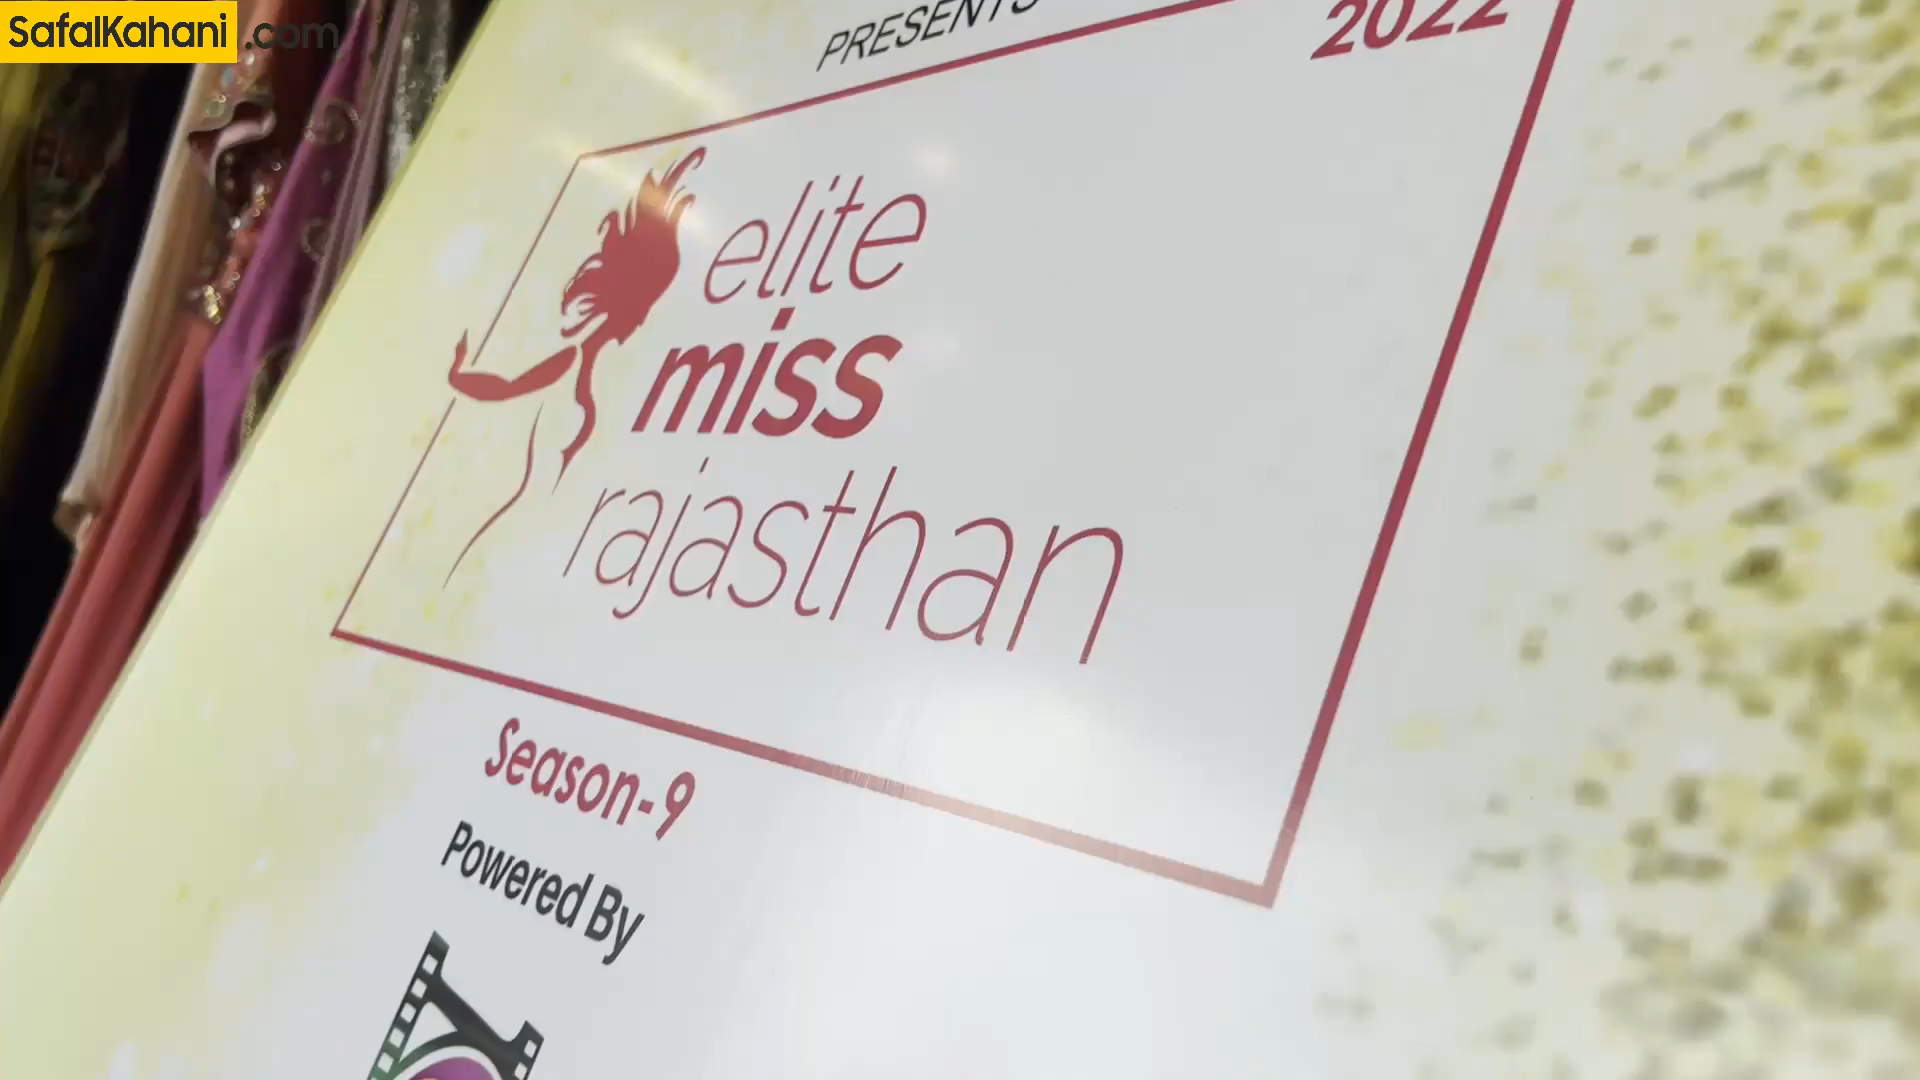 SafalKahani.com
PRESENTS
2022
elite
miss
rajasthan
Season-9
Powered By